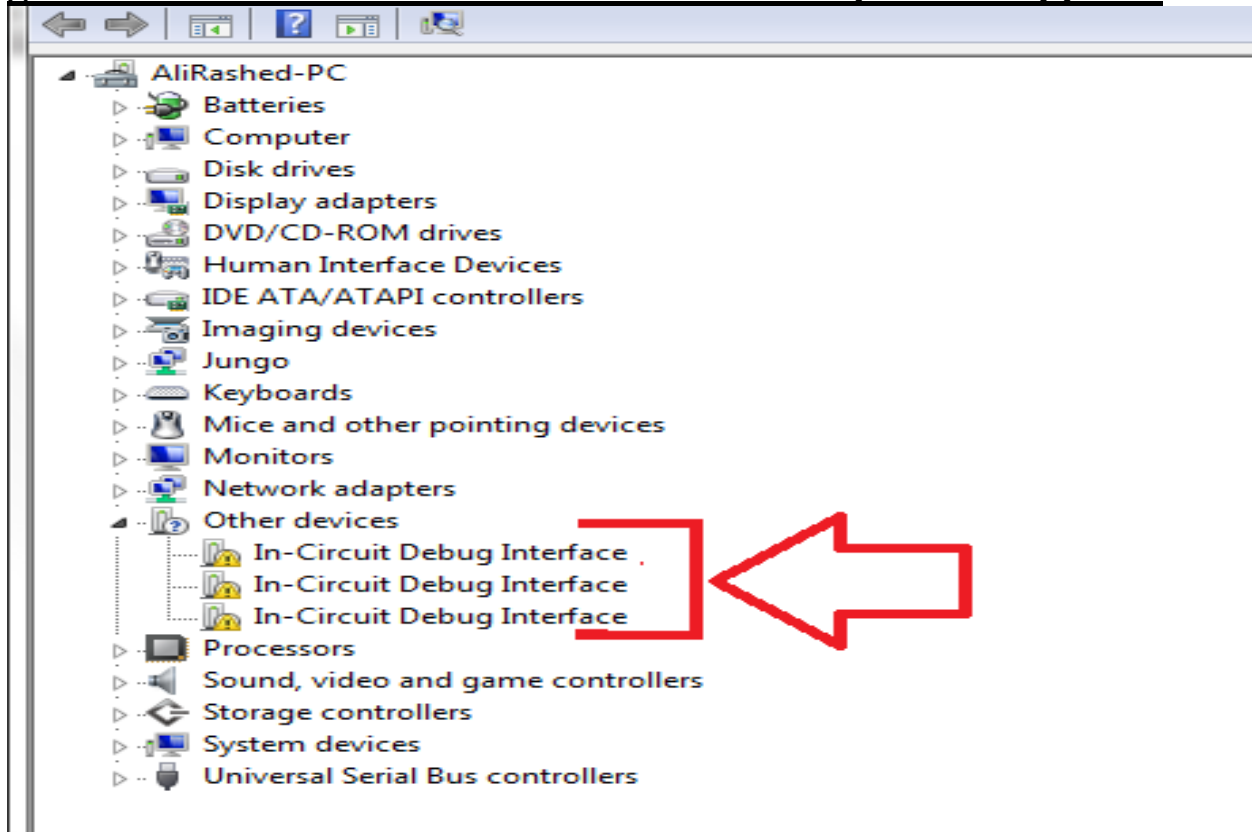 AliRashed-PC
Batteries
Computer
Disk drives
Display adapters
DVD/CD-ROM drives
Human Interface Devices
IDE ATA/ATAPI controllers
Imaging devices
Jungo
Keyboards
Mice and other pointing devices
Monitors
Network adapters
Other devices
In-Circuit Debug Interface
In-Circuit Debug Interface
In-Circuit Debug Interface
Processors
Sound, video and game controllers
Storage controllers
System devices
Universal Serial Bus controllers